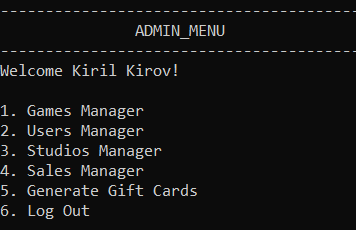 ----------------------------------------
ADMIN_MENU
----------------------------------------
Welcome Kiril Kirov!
1. Games Manager
2. Users Manager
3. Studios Manager
4. Sales Manager
5. Generate Gift Cards
6. Log Out